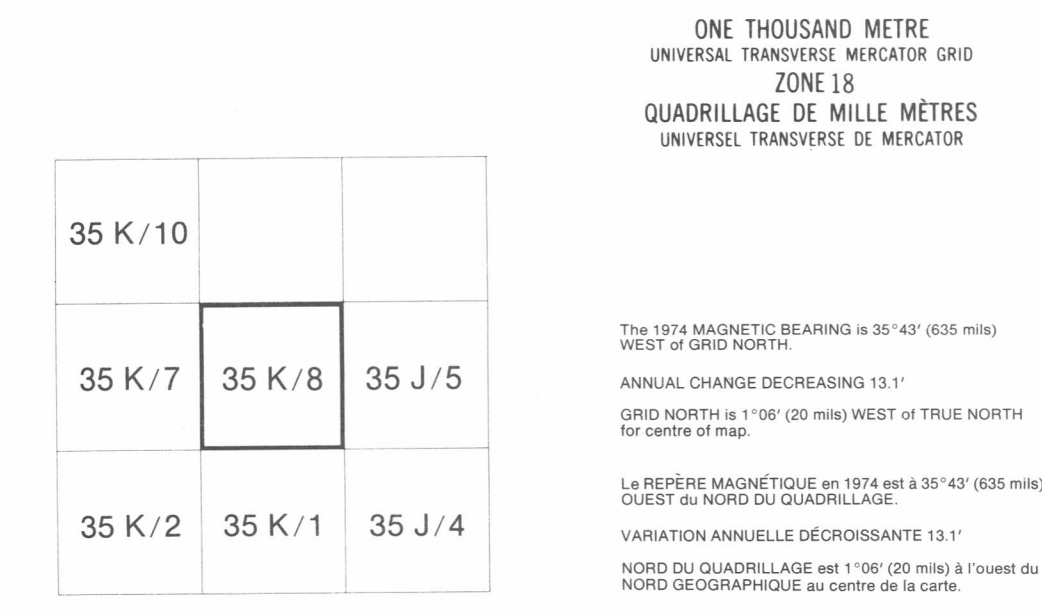 ONE THOUSAND METRE
UNIVERSAL TRANSVERSE MERCATOR GRID
ZONE 18
QUADRILLAGE DE MILLE MÈTRES
UNIVERSEL TRANSVERSE DE MERCATOR
35 K/10
35 K/7 35 K/8 35 J/5
35 K/2 35 K/1 35 J/4
The 1974 MAGNETIC BEARING is 35°43′ (635 mils)
WEST of GRID NORTH.
ANNUAL CHANGE DECREASING 13.1′
GRID NORTH is 1°06′ (20 mils) WEST of TRUE NORTH
for centre of map.
Le REPÈRE MAGNÉTIQUE en 1974 est à 35°43′ (635 mils)
OUEST du NORD DU QUADRILLAGE.
VARIATION ANNUELLE DÉCROISSANTE 13.1′
NORD DU QUADRILLAGE est 1°06′ (20 mils) à l'ouest du
NORD GEOGRAPHIQUE au centre de la carte.